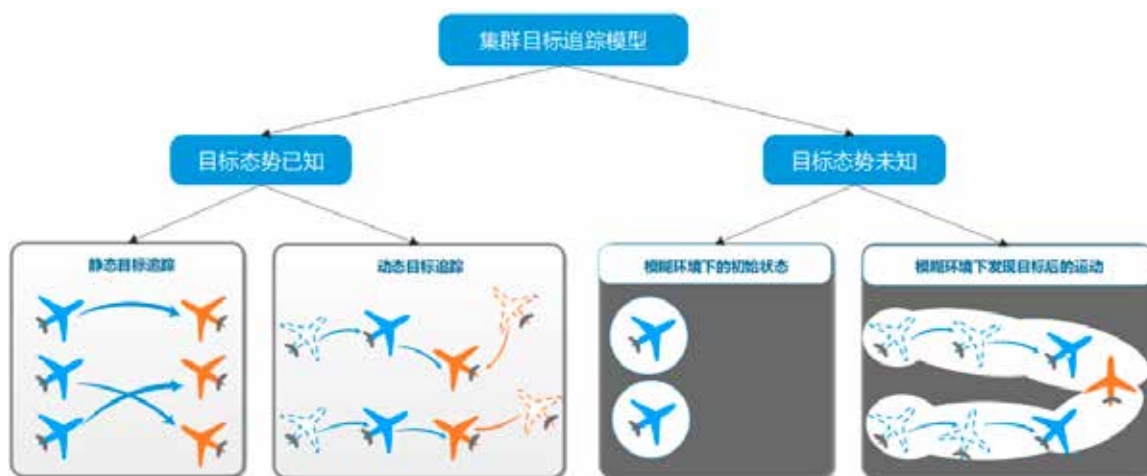 集群目标追踪模型
目标态势已知
目标态势未知
静态目标追踪
动态目标追踪
模糊环境下的初始状态
模糊环境下发现目标后的运动